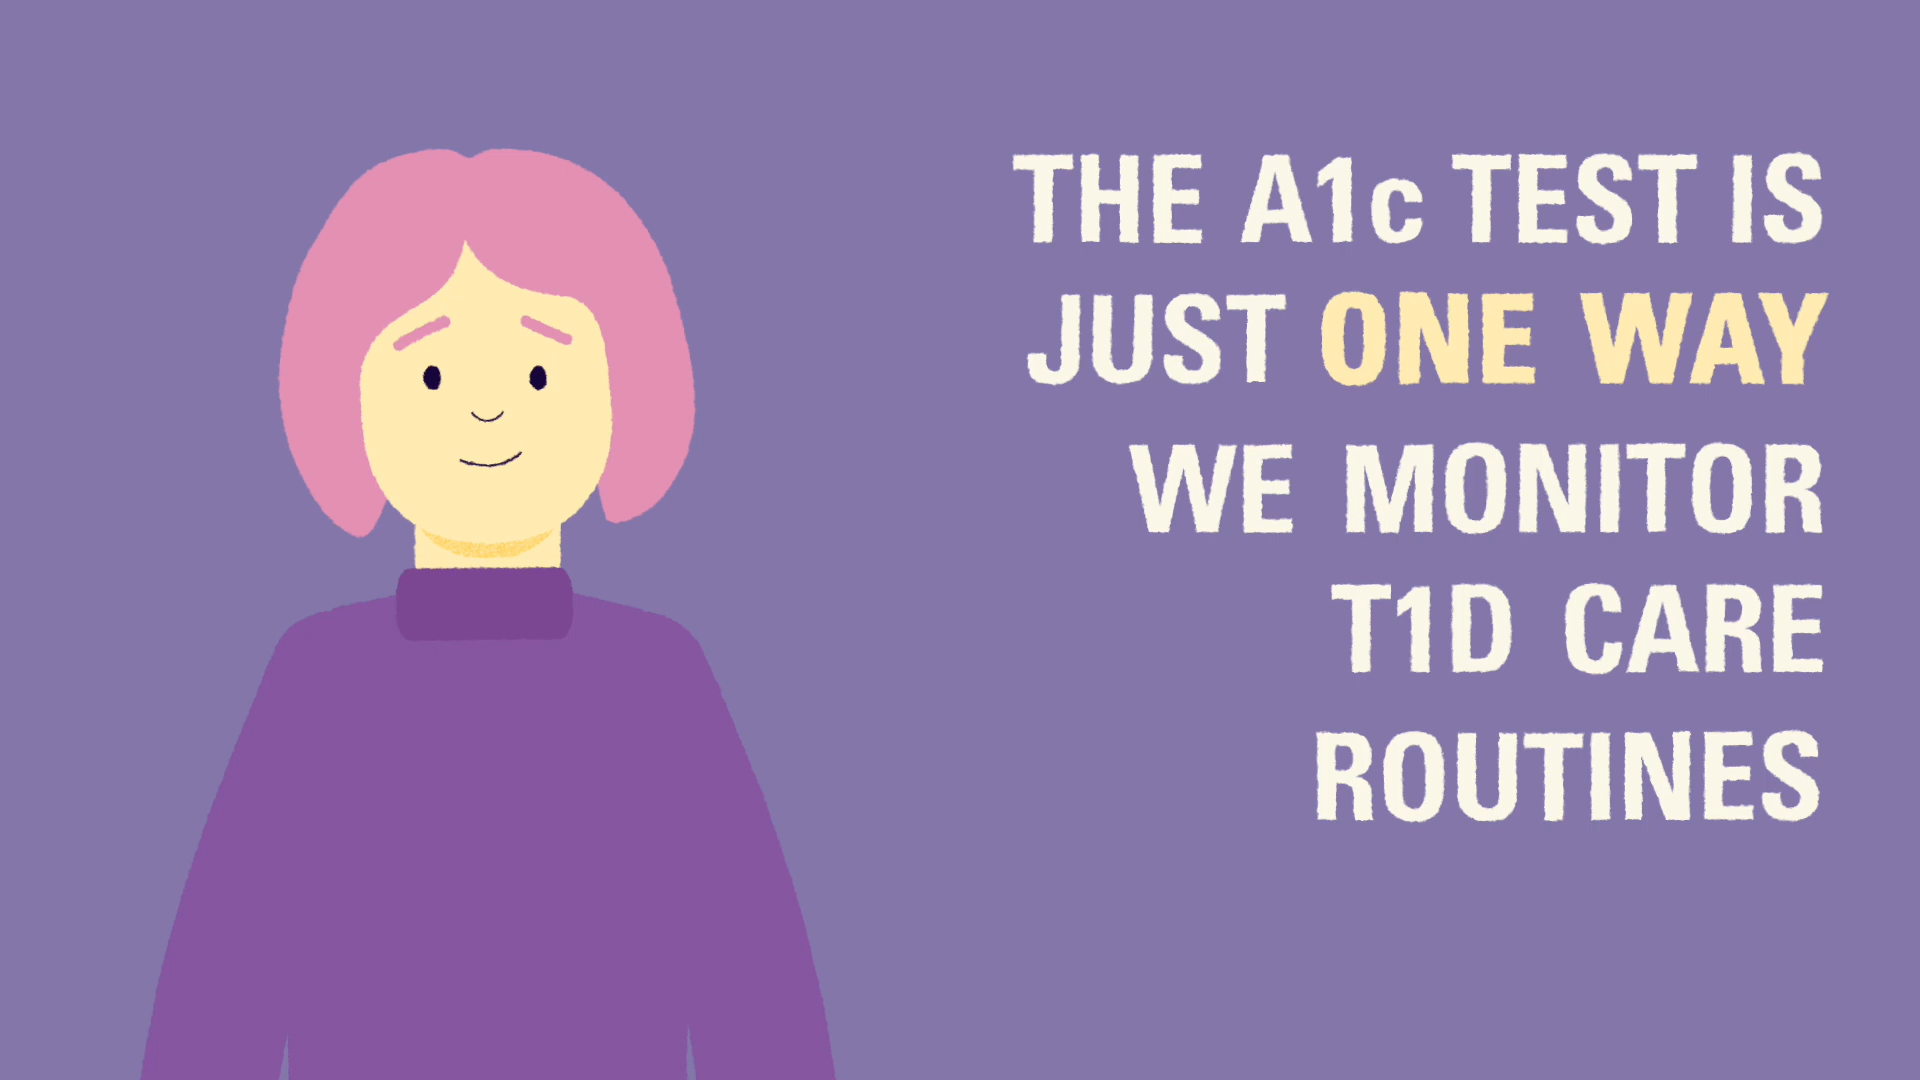 THE A1c TEST IS
JUST ONE WAY
WE MONITOR
T1D CARE
ROUTINES